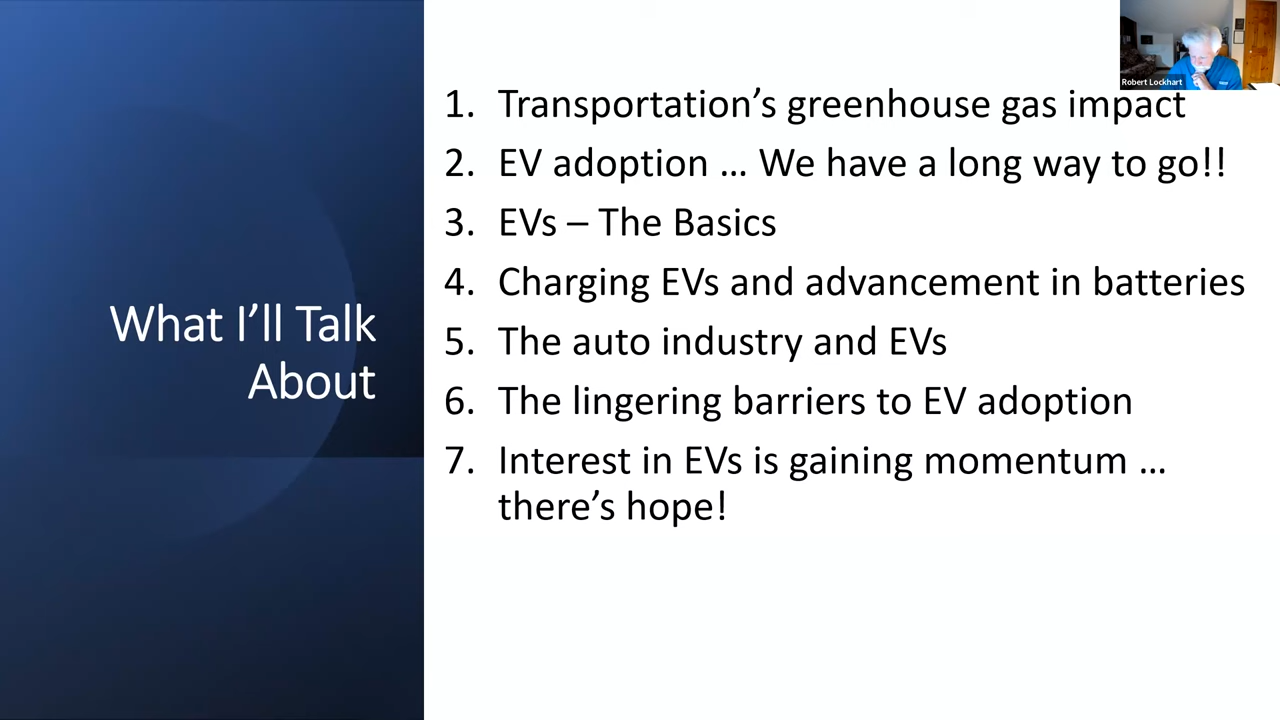 What I’ll Talk
About
1. Transportation’s greenhouse gas impact
2. EV adoption … We have a long way to go!!
3. EVs – The Basics
4. Charging EVs and advancement in batteries
5. The auto industry and EVs
6. The lingering barriers to EV adoption
7. Interest in EVs is gaining momentum …
there’s hope!
Robert Lockhart